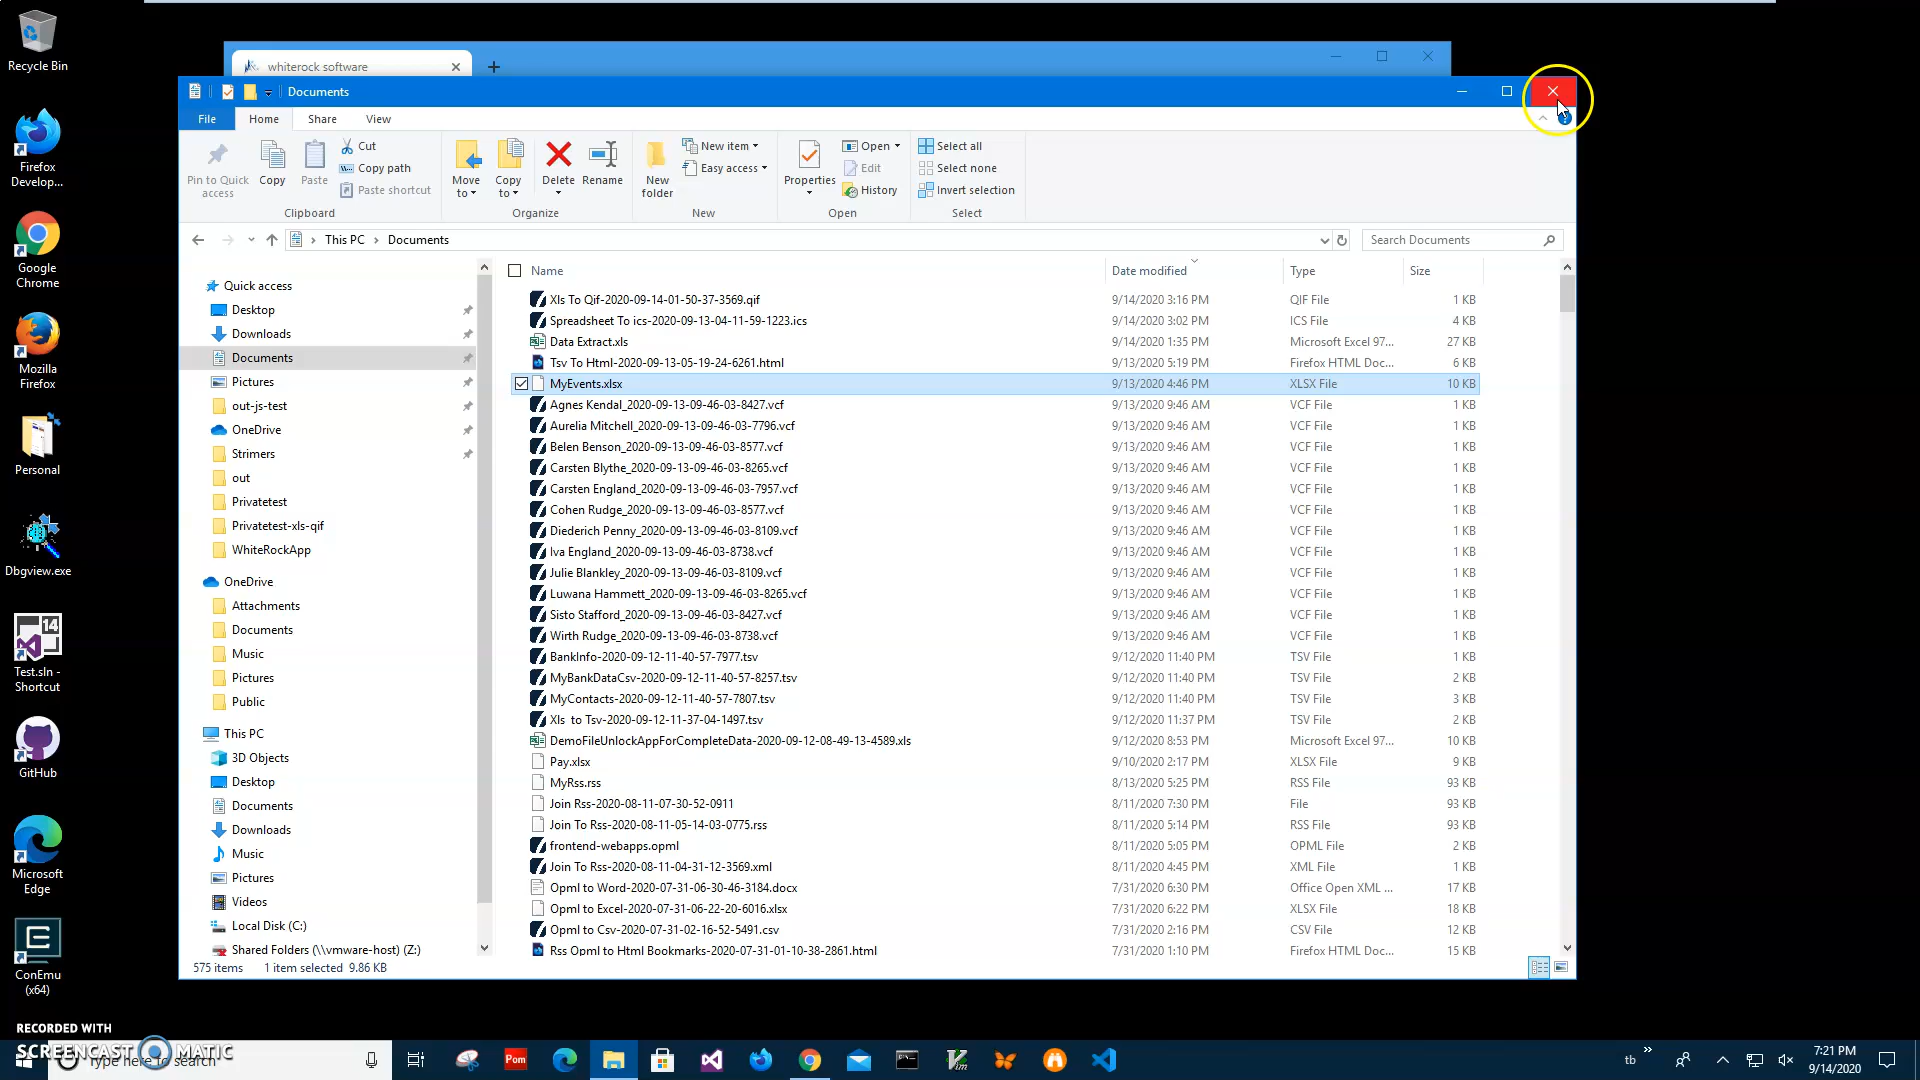 Recycle Bin
Firefox
Develop...
Google
Chrome
Mozilla
Firefox
Personal
Dbgview.exe
14
Test.sln -
Shortcut
GitHub
Microsoft
Edge
ConEmu
(x64)
whiterock software
Documents
File Home Share View
Pin to Quick
access
Copy
Paste
Cut
Copy path
Paste shortcut
Clipboard
Move
to
Copy
to
Delete
Rename
Organize
New
folder
New item
Easy access
New
Properties
Open
Edit
History
Open
Select all
Select none
Invert selection
Select
This PC > Documents
Search Documents
Quick access
Desktop
Downloads
Documents
Pictures
out-js-test
OneDrive
Strimers
out
Privatetest
Privatetest-xls-qif
WhiteRockApp
OneDrive
Attachments
Documents
Music
Pictures
Public
This PC
3D Objects
Desktop
Documents
Downloads
Music
Pictures
Videos
Local Disk (C:)
Shared Folders (\\vmware-host) (Z:)
Name Date modified Type Size
Xls To Qif-2020-09-14-01-50-37-3569.qif 9/14/2020 3:16 PM QIF File 1 KB
Spreadsheet To ics-2020-09-13-04-11-59-1223.ics 9/14/2020 3:02 PM ICS File 4 KB
Data Extract.xls 9/14/2020 1:35 PM Microsoft Excel 97... 27 KB
Tsv To Html-2020-09-13-05-19-24-6261.html 9/13/2020 5:19 PM Firefox HTML Doc... 6 KB
MyEvents.xlsx 9/13/2020 4:46 PM XLSX File 10 KB
Agnes Kendal_2020-09-13-09-46-03-8427.vcf 9/13/2020 9:46 AM VCF File 1 KB
Aurelia Mitchell_2020-09-13-09-46-03-7796.vcf 9/13/2020 9:46 AM VCF File 1 KB
Belen Benson_2020-09-13-09-46-03-8577.vcf 9/13/2020 9:46 AM VCF File 1 KB
Carsten Blythe_2020-09-13-09-46-03-8265.vcf 9/13/2020 9:46 AM VCF File 1 KB
Carsten England_2020-09-13-09-46-03-7957.vcf 9/13/2020 9:46 AM VCF File 1 KB
Cohen Rudge_2020-09-13-09-46-03-8577.vcf 9/13/2020 9:46 AM VCF File 1 KB
Diederich Penny_2020-09-13-09-46-03-8109.vcf 9/13/2020 9:46 AM VCF File 1 KB
Iva England_2020-09-13-09-46-03-8738.vcf 9/13/2020 9:46 AM VCF File 1 KB
Julie Blankley_2020-09-13-09-46-03-8109.vcf 9/13/2020 9:46 AM VCF File 1 KB
Luwana Hammett_2020-09-13-09-46-03-8265.vcf 9/13/2020 9:46 AM VCF File 1 KB
Sisto Stafford_2020-09-13-09-46-03-8427.vcf 9/13/2020 9:46 AM VCF File 1 KB
Wirth Rudge_2020-09-13-09-46-03-8738.vcf 9/13/2020 9:46 AM VCF File 1 KB
BankInfo-2020-09-12-11-40-57-7977.tsv 9/12/2020 11:40 PM TSV File 1 KB
MyBankDataCsv-2020-09-12-11-40-57-8257.tsv 9/12/2020 11:40 PM TSV File 2 KB
MyContacts-2020-09-12-11-40-57-7807.tsv 9/12/2020 11:40 PM TSV File 3 KB
Xls to Tsv-2020-09-12-11-37-04-1497.tsv 9/12/2020 11:37 PM TSV File 2 KB
DemoFileUnlockAppForCompleteData-2020-09-12-08-49-13-4589.xls 9/12/2020 8:53 PM Microsoft Excel 97... 10 KB
Pay.xlsx 9/10/2020 2:17 PM XLSX File 9 KB
MyRss.rss 8/13/2020 5:25 PM RSS File 93 KB
Join Rss-2020-08-11-07-30-52-0911 8/11/2020 7:30 PM File 93 KB
Join To Rss-2020-08-11-05-14-03-0775.rss 8/11/2020 5:14 PM RSS File 93 KB
frontend-webapps.opml 8/11/2020 5:05 PM OPML File 2 KB
Join To Rss-2020-08-11-04-31-12-3569.xml 8/11/2020 4:45 PM XML File 1 KB
Opml to Word-2020-07-31-06-30-46-3184.docx 7/31/2020 6:30 PM Office Open XML ... 17 KB
Opml to Excel-2020-07-31-06-22-20-6016.xlsx 7/31/2020 6:22 PM XLSX File 18 KB
Opml to Csv-2020-07-31-02-16-52-5491.csv 7/31/2020 2:16 PM CSV File 12 KB
Rss Opml to Html Bookmarks-2020-07-31-01-10-38-2861.html 7/31/2020 1:10 PM Firefox HTML Doc... 15 KB
575 items 1 item selected 9.86 KB
RECORDED WITH
SCREENCAST MATIC
Type here to search
Pom
Vim
tb
7:21 PM
9/14/2020